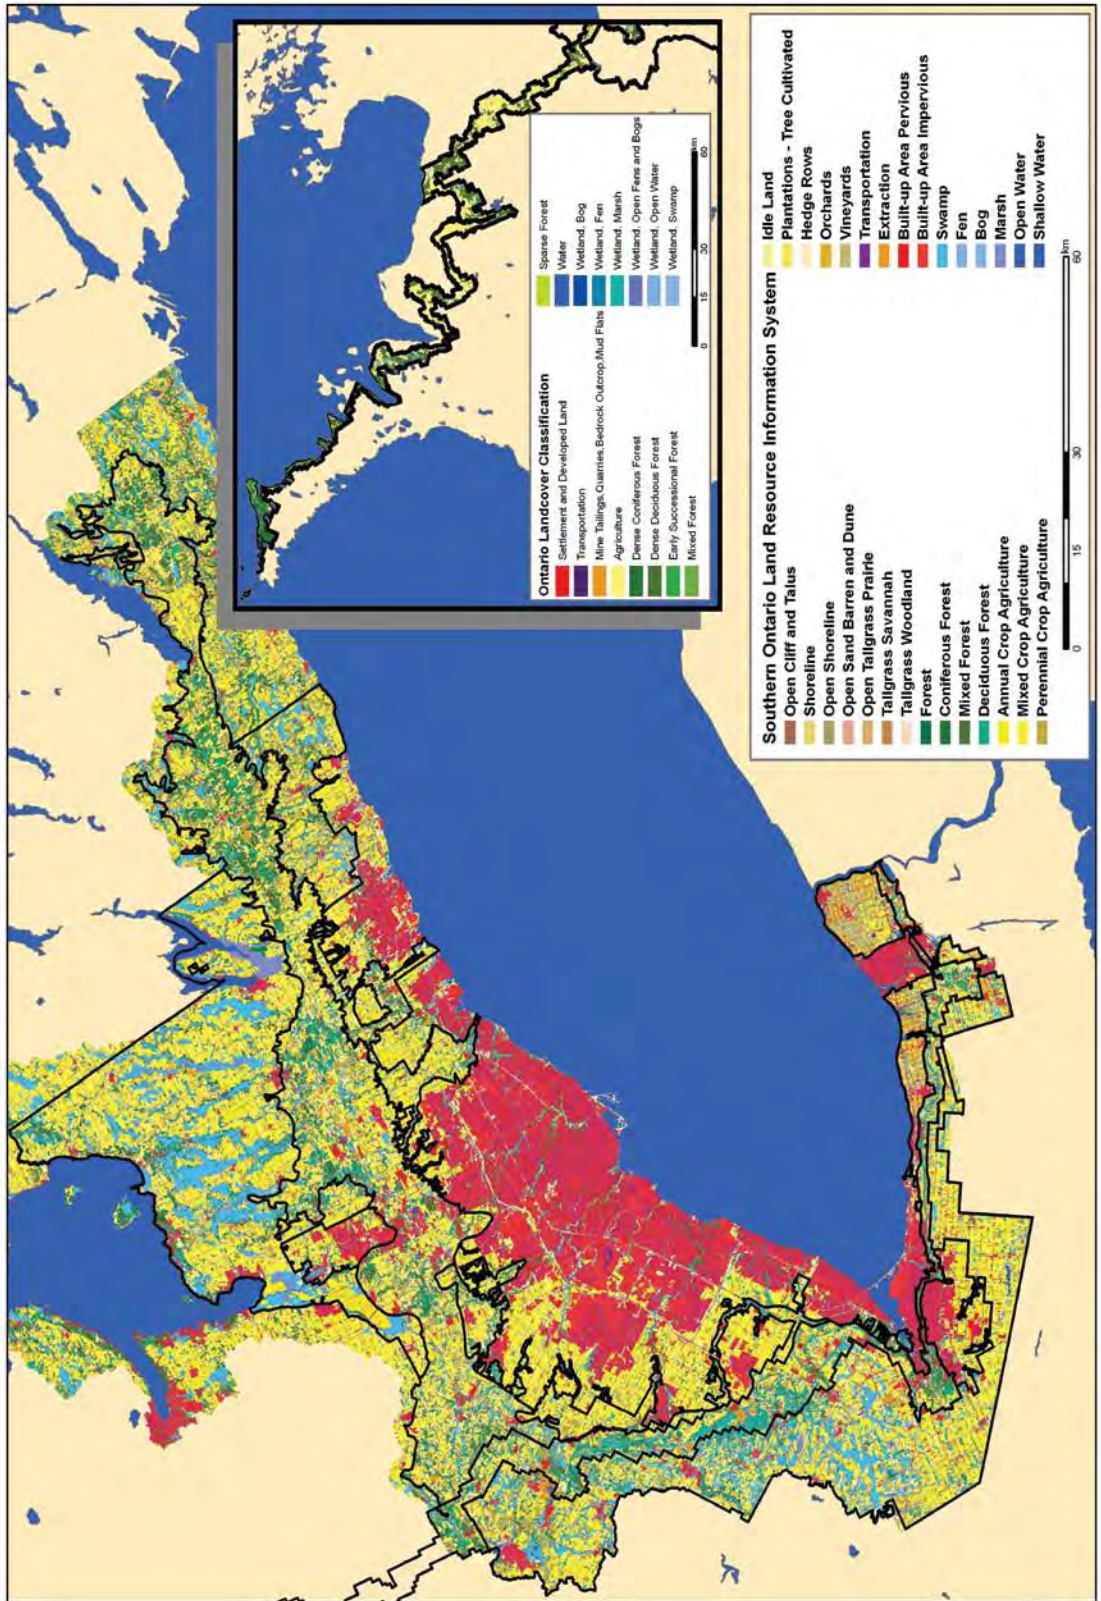 Ontario Landcover Classification
Settlement and Developed Land
Transportation
Mine Tailings, Quarries, Bedrock Outcrop, Mud Flats
Agriculture
Dense Coniferous Forest
Dense Deciduous Forest
Early Successional Forest
Mixed Forest
Sparse Forest
Water
Wetland, Bog
Wetland, Fen
Wetland, Marsh
Wetland, Open Fens and Bogs
Wetland, Open Water
Wetland, Swamp
0 15 30 60
km
Southern Ontario Land Resource Information System
Open Cliff and Talus
Shoreline
Open Shoreline
Open Sand Barren and Dune
Open Tallgrass Prairie
Tallgrass Savannah
Tallgrass Woodland
Forest
Coniferous Forest
Mixed Forest
Deciduous Forest
Annual Crop Agriculture
Mixed Crop Agriculture
Perennial Crop Agriculture
Idle Land
Plantations - Tree Cultivated
Hedge Rows
Orchards
Vineyards
Transportation
Extraction
Built-up Area Pervious
Built-up Area Impervious
Swamp
Fen
Bog
Marsh
Open Water
Shallow Water
0 15 30 60
km